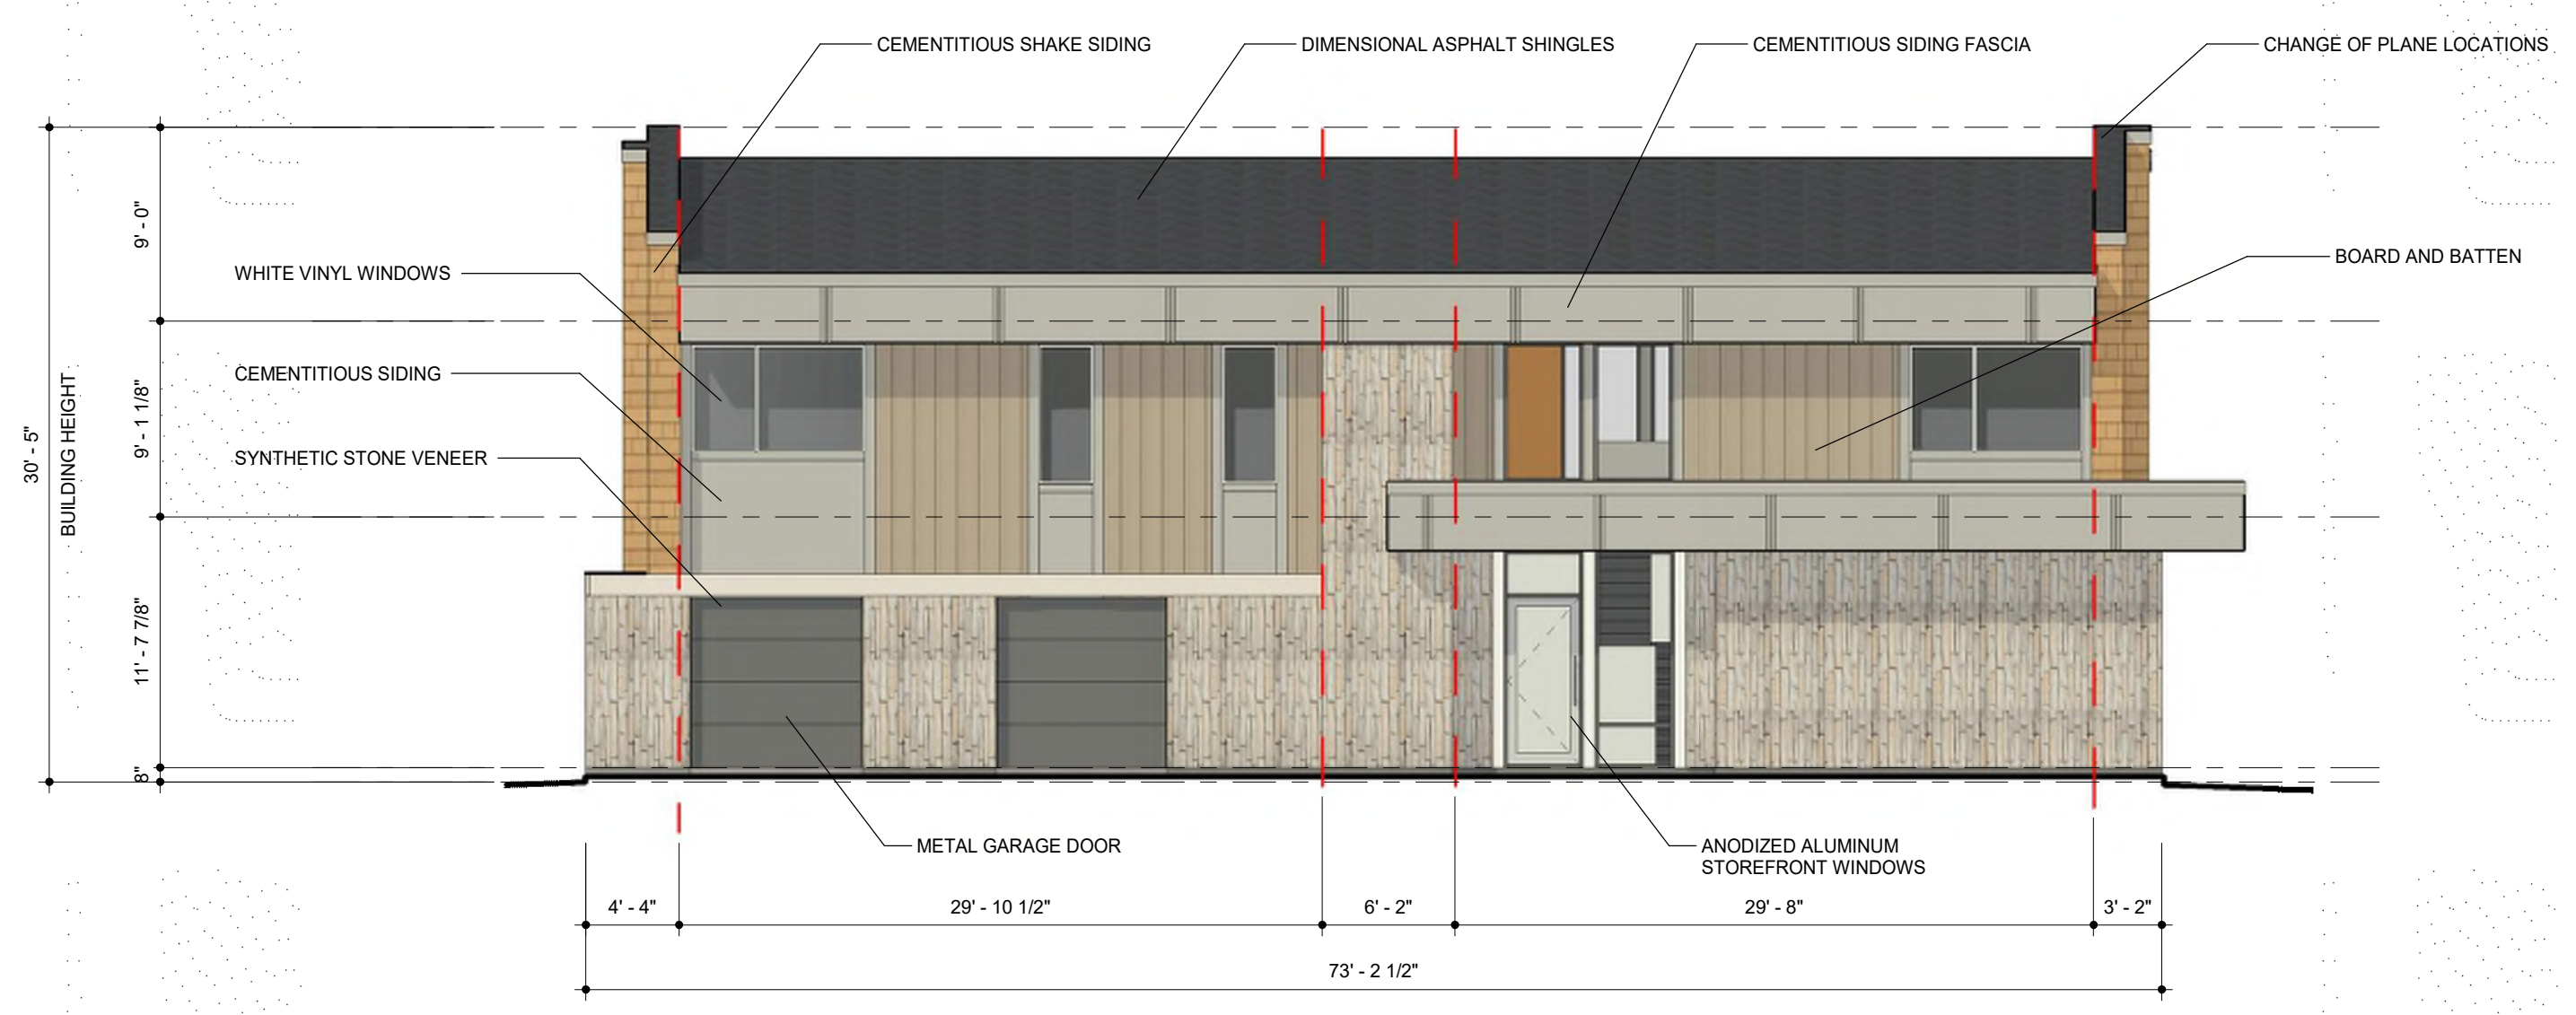 CEMENTITIOUS SHAKE SIDING
DIMENSIONAL ASPHALT SHINGLES
CEMENTITIOUS SIDING FASCIA
CHANGE OF PLANE LOCATIONS
9' - 0"
WHITE VINYL WINDOWS
BOARD AND BATTEN
CEMENTITIOUS SIDING
9' - 1 1/8"
30' - 5"
BUILDING HEIGHT
SYNTHETIC STONE VENEER
11' - 7 7/8"
8"
METAL GARAGE DOOR
ANODIZED ALUMINUM
STOREFRONT WINDOWS
4' - 4"
29' - 10 1/2"
6' - 2"
29' - 8"
3' - 2"
73' - 2 1/2"